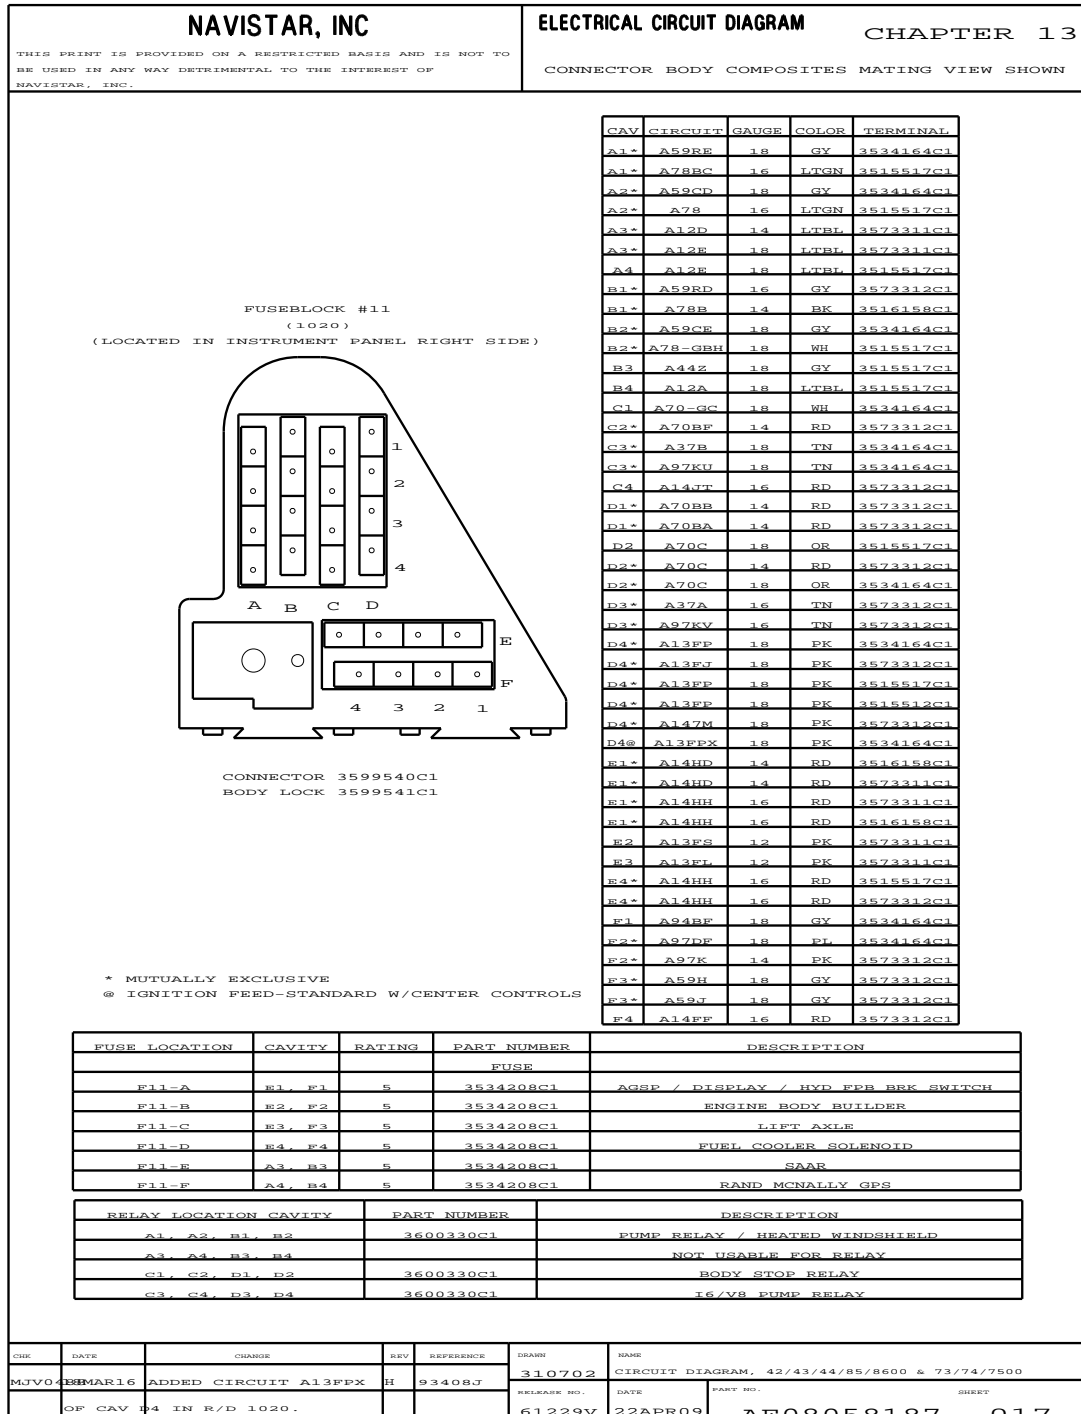 NAVISTAR, INC
THIS PRINT IS PROVIDED ON A RESTRICTED BASIS AND IS NOT TO
BE USED IN ANY WAY DETRIMENTAL TO THE INTEREST OF
NAVISTAR, INC.
ELECTRICAL CIRCUIT DIAGRAM CHAPTER 13
CONNECTOR BODY COMPOSITES MATING VIEW SHOWN
CAV CIRCUIT GAUGE COLOR TERMINAL
A1* A59RE 18 GY 3534164C1
A1* A78BC 16 LTGN 3515517C1
A2* A59CD 18 GY 3534164C1
A2* A78 16 LTGN 3515517C1
A3* A12D 14 LTBL 3573311C1
A3* A12E 18 LTBL 3573311C1
A4 A12E 18 LTBL 3515517C1
B1* A59RD 16 GY 3573312C1
B1* A78B 14 BK 3516158C1
B2* A59CE 18 GY 3534164C1
B2* A78-GBH 18 WH 3515517C1
B3 A44Z 18 GY 3515517C1
B4 A12A 18 LTBL 3515517C1
C1 A70-GC 18 WH 3534164C1
C2* A70BF 14 RD 3573312C1
C3* A37B 18 TN 3534164C1
C3* A97KU 18 TN 3534164C1
C4 A14JT 16 RD 3573312C1
D1* A70BB 14 RD 3573312C1
D1* A70BA 14 RD 3573312C1
D2 A70C 18 OR 3515517C1
D2* A70C 14 RD 3573312C1
D2* A70C 18 OR 3534164C1
D3* A37A 16 TN 3573312C1
D3* A97KV 16 TN 3573312C1
D4* A13FP 18 PK 3534164C1
D4* A13FJ 18 PK 3573312C1
D4* A13FP 18 PK 3515517C1
D4* A13FP 18 PK 3515512C1
D4* A147M 18 PK 3573312C1
D4@ A13FPX 18 PK 3534164C1
E1* A14HD 14 RD 3516158C1
E1* A14HD 14 RD 3573311C1
E1* A14HH 16 RD 3573311C1
E1* A14HH 16 RD 3516158C1
E2 A13FS 12 PK 3573311C1
E3 A13FL 12 PK 3573311C1
E4* A14HH 16 RD 3515517C1
E4* A14HH 16 RD 3573312C1
F1 A94BF 18 GY 3534164C1
F2* A97DF 18 PL 3534164C1
F2* A97K 14 PK 3573312C1
F3* A59H 18 GY 3573312C1
F3* A59J 18 GY 3573312C1
F4 A14FF 16 RD 3573312C1
FUSEBLOCK #11
(1020)
(LOCATED IN INSTRUMENT PANEL RIGHT SIDE)
1
2
3
4
A B C D
E
F
4 3 2 1
CONNECTOR 3599540C1
BODY LOCK 3599541C1
* MUTUALLY EXCLUSIVE
@ IGNITION FEED-STANDARD W/CENTER CONTROLS
FUSE LOCATION CAVITY RATING PART NUMBER DESCRIPTION
FUSE
F11-A E1, F1 5 3534208C1 AGSP / DISPLAY / HYD FPB BRK SWITCH
F11-B E2, F2 5 3534208C1 ENGINE BODY BUILDER
F11-C E3, F3 5 3534208C1 LIFT AXLE
F11-D E4, F4 5 3534208C1 FUEL COOLER SOLENOID
F11-E A3, B3 5 3534208C1 SAAR
F11-F A4, B4 5 3534208C1 RAND MCNALLY GPS
RELAY LOCATION CAVITY PART NUMBER DESCRIPTION
A1, A2, B1, B2 3600330C1 PUMP RELAY / HEATED WINDSHIELD
A3, A4, B3, B4 NOT USABLE FOR RELAY
C1, C2, D1, D2 3600330C1 BODY STOP RELAY
C3, C4, D3, D4 3600330C1 I6/V8 PUMP RELAY
CHK DATE CHANGE REV REFERENCE DRAWN NAME
310702 CIRCUIT DIAGRAM, 42/43/44/85/8600 & 73/74/7500
ADDED CIRCUIT A13FPX H 93408J
RELEASE NO. DATE PART NO. SHEET
OF CAV D4 IN R/D 1020. 61229V 22APR09 AE08058187 017